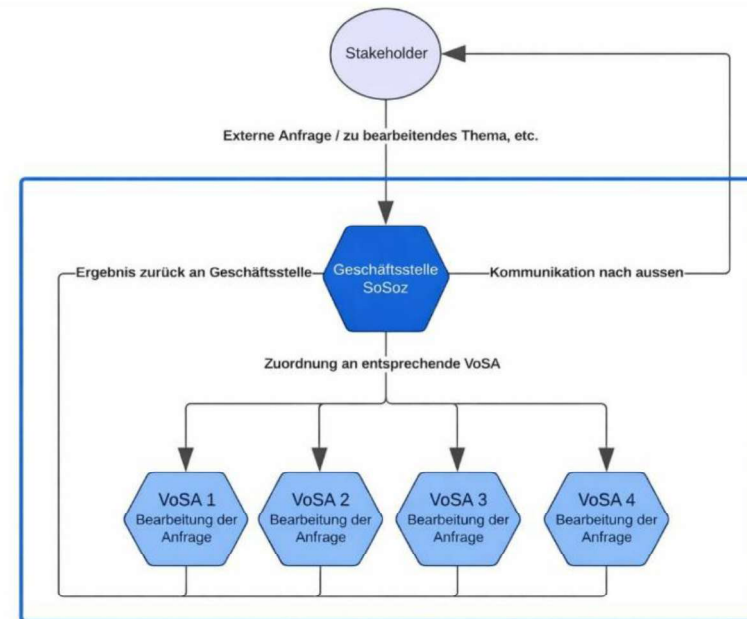 Stakeholder
Externe Anfrage / zu bearbeitendes Thema, etc.
Ergebnis zurück an Geschäftsstelle
Geschäftsstelle
SoSoz
Kommunikation nach aussen
Zuordnung an entsprechende VoSA
VoSA 1
Bearbeitung der
Anfrage
VoSA 2
Bearbeitung der
Anfrage
VoSA 3
Bearbeitung der
Anfrage
VoSA 4
Bearbeitung der
Anfrage